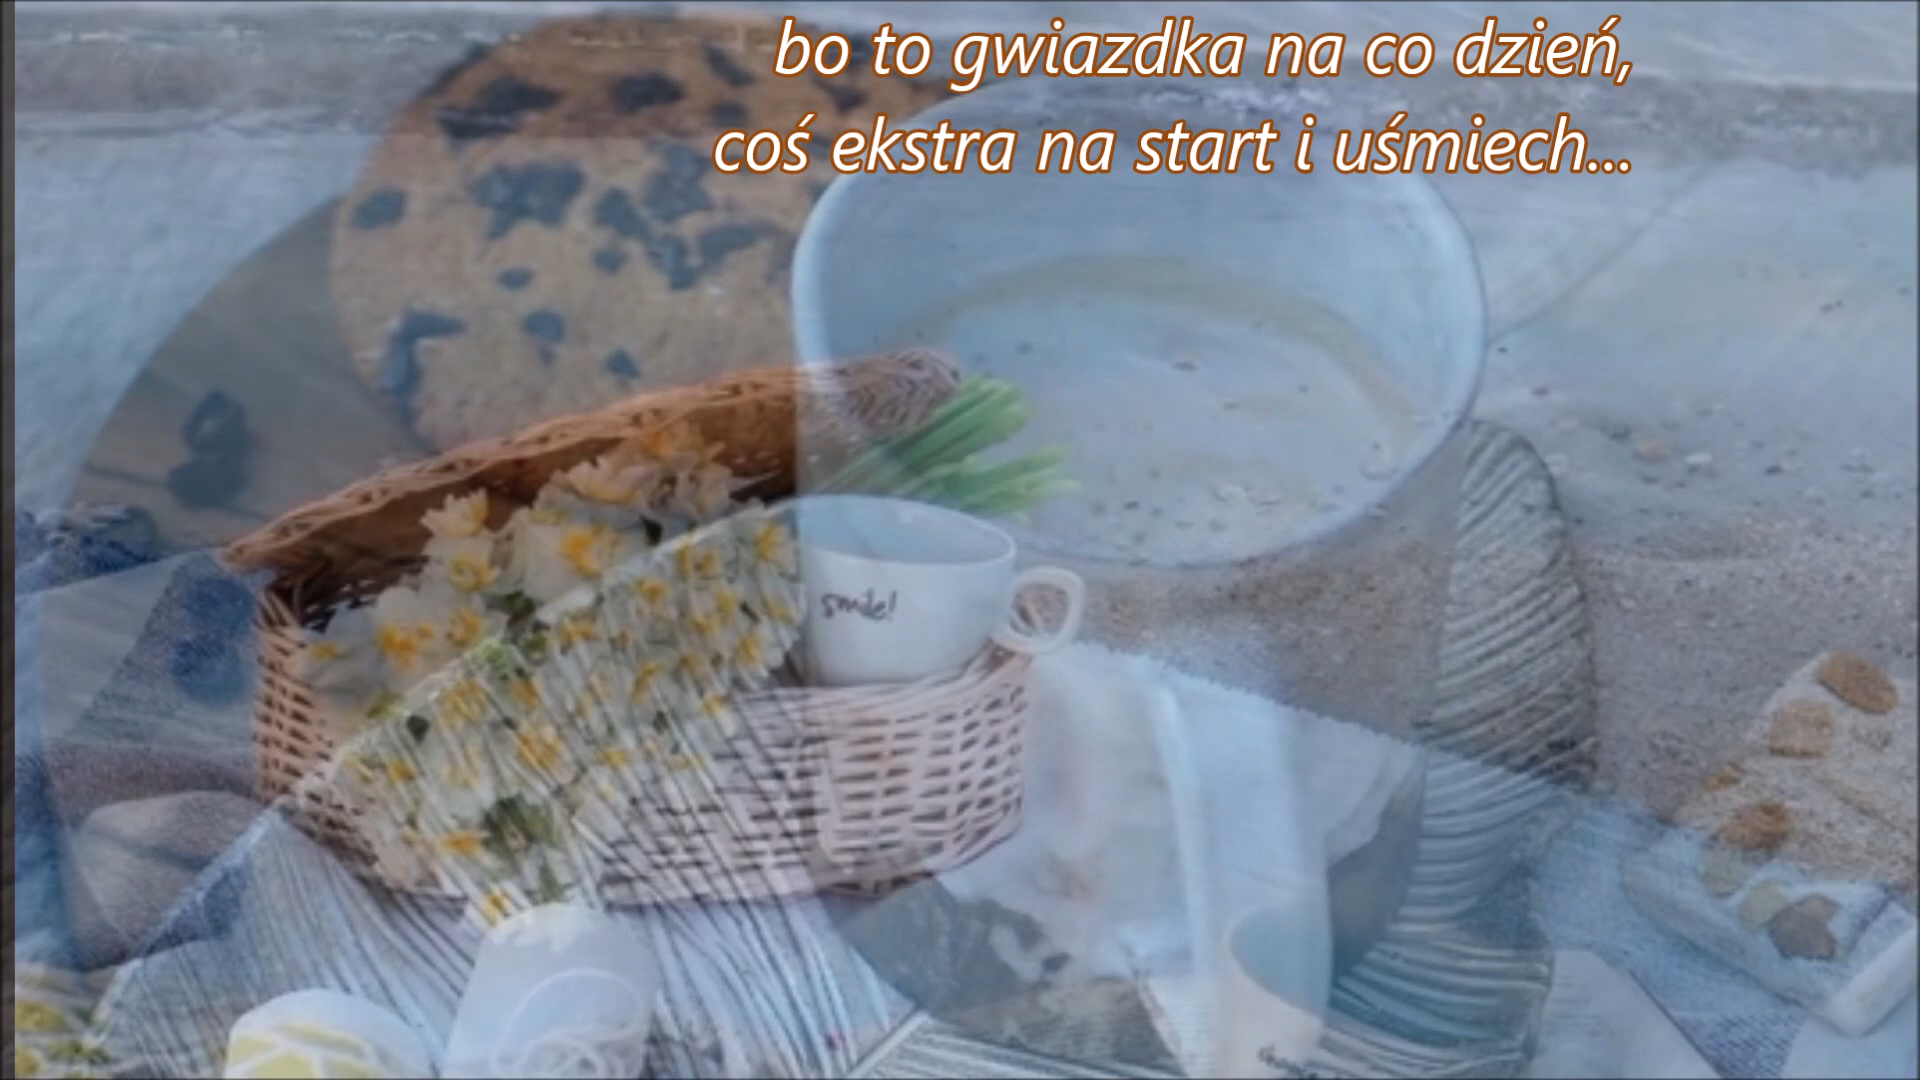 bo to gwiazdka na co dzień,
coś ekstra na start i uśmiech...
smile!